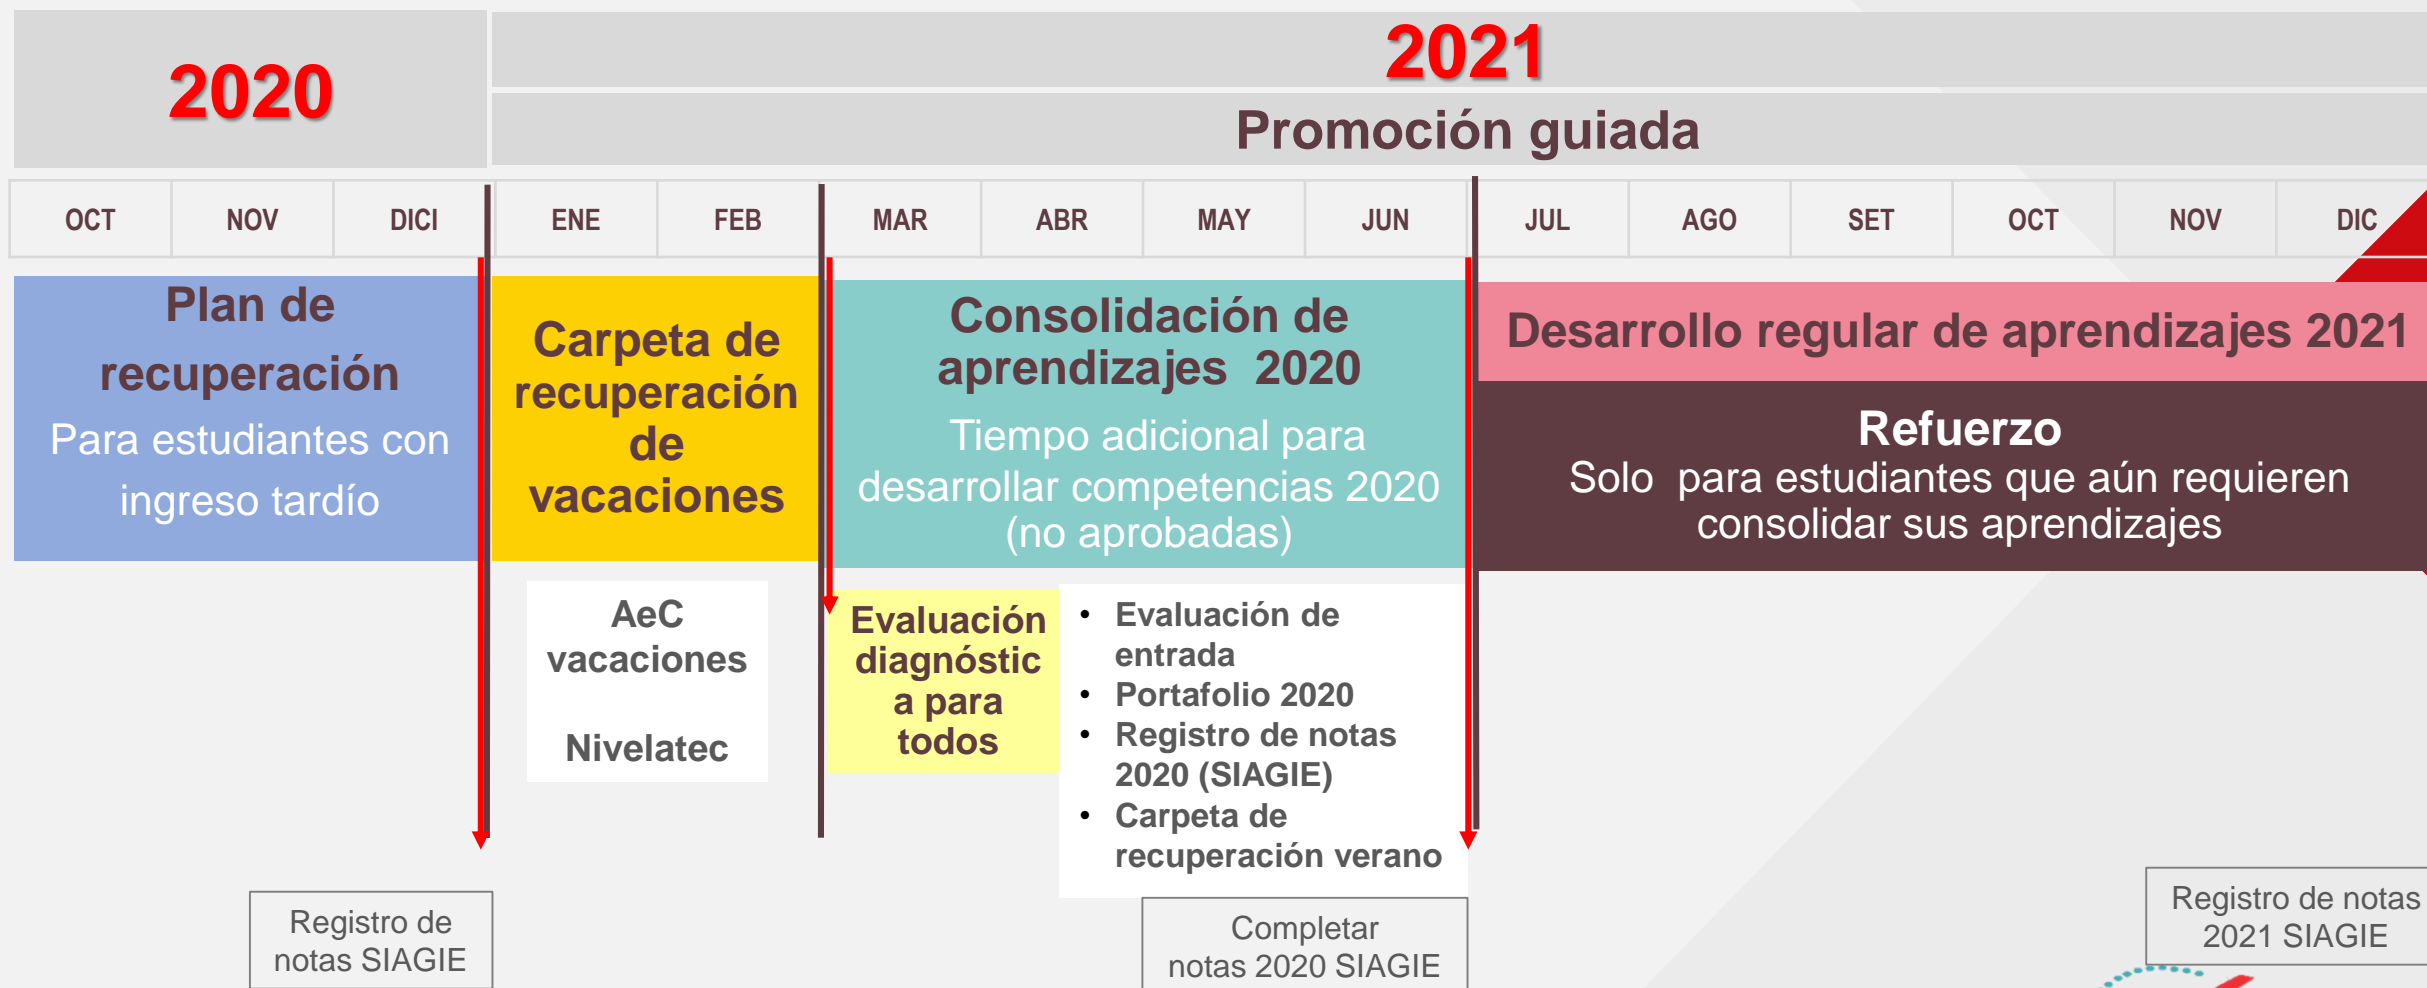 2020
2021
Promoción guiada
OCT NOV DICI ENE FEB MAR ABR MAY JUN JUL AGO SET OCT NOV DIC
Plan de
recuperación
Para estudiantes con
ingreso tardío
Carpeta de
recuperación
de
vacaciones
Consolidación de
aprendizajes 2020
Tiempo adicional para
desarrollar competencias 2020
(no aprobadas)
Desarrollo regular de aprendizajes 2021
Refuerzo
Solo para estudiantes que aún requieren
consolidar sus aprendizajes
AeC
vacaciones
Nivelatec
Evaluación
diagnóstic
a para
todos
• Evaluación de
entrada
• Portafolio 2020
• Registro de notas
2020 (SIAGIE)
• Carpeta de
recuperación verano
Registro de
notas SIAGIE
Completar
notas 2020 SIAGIE
Registro de notas
2021 SIAGIE